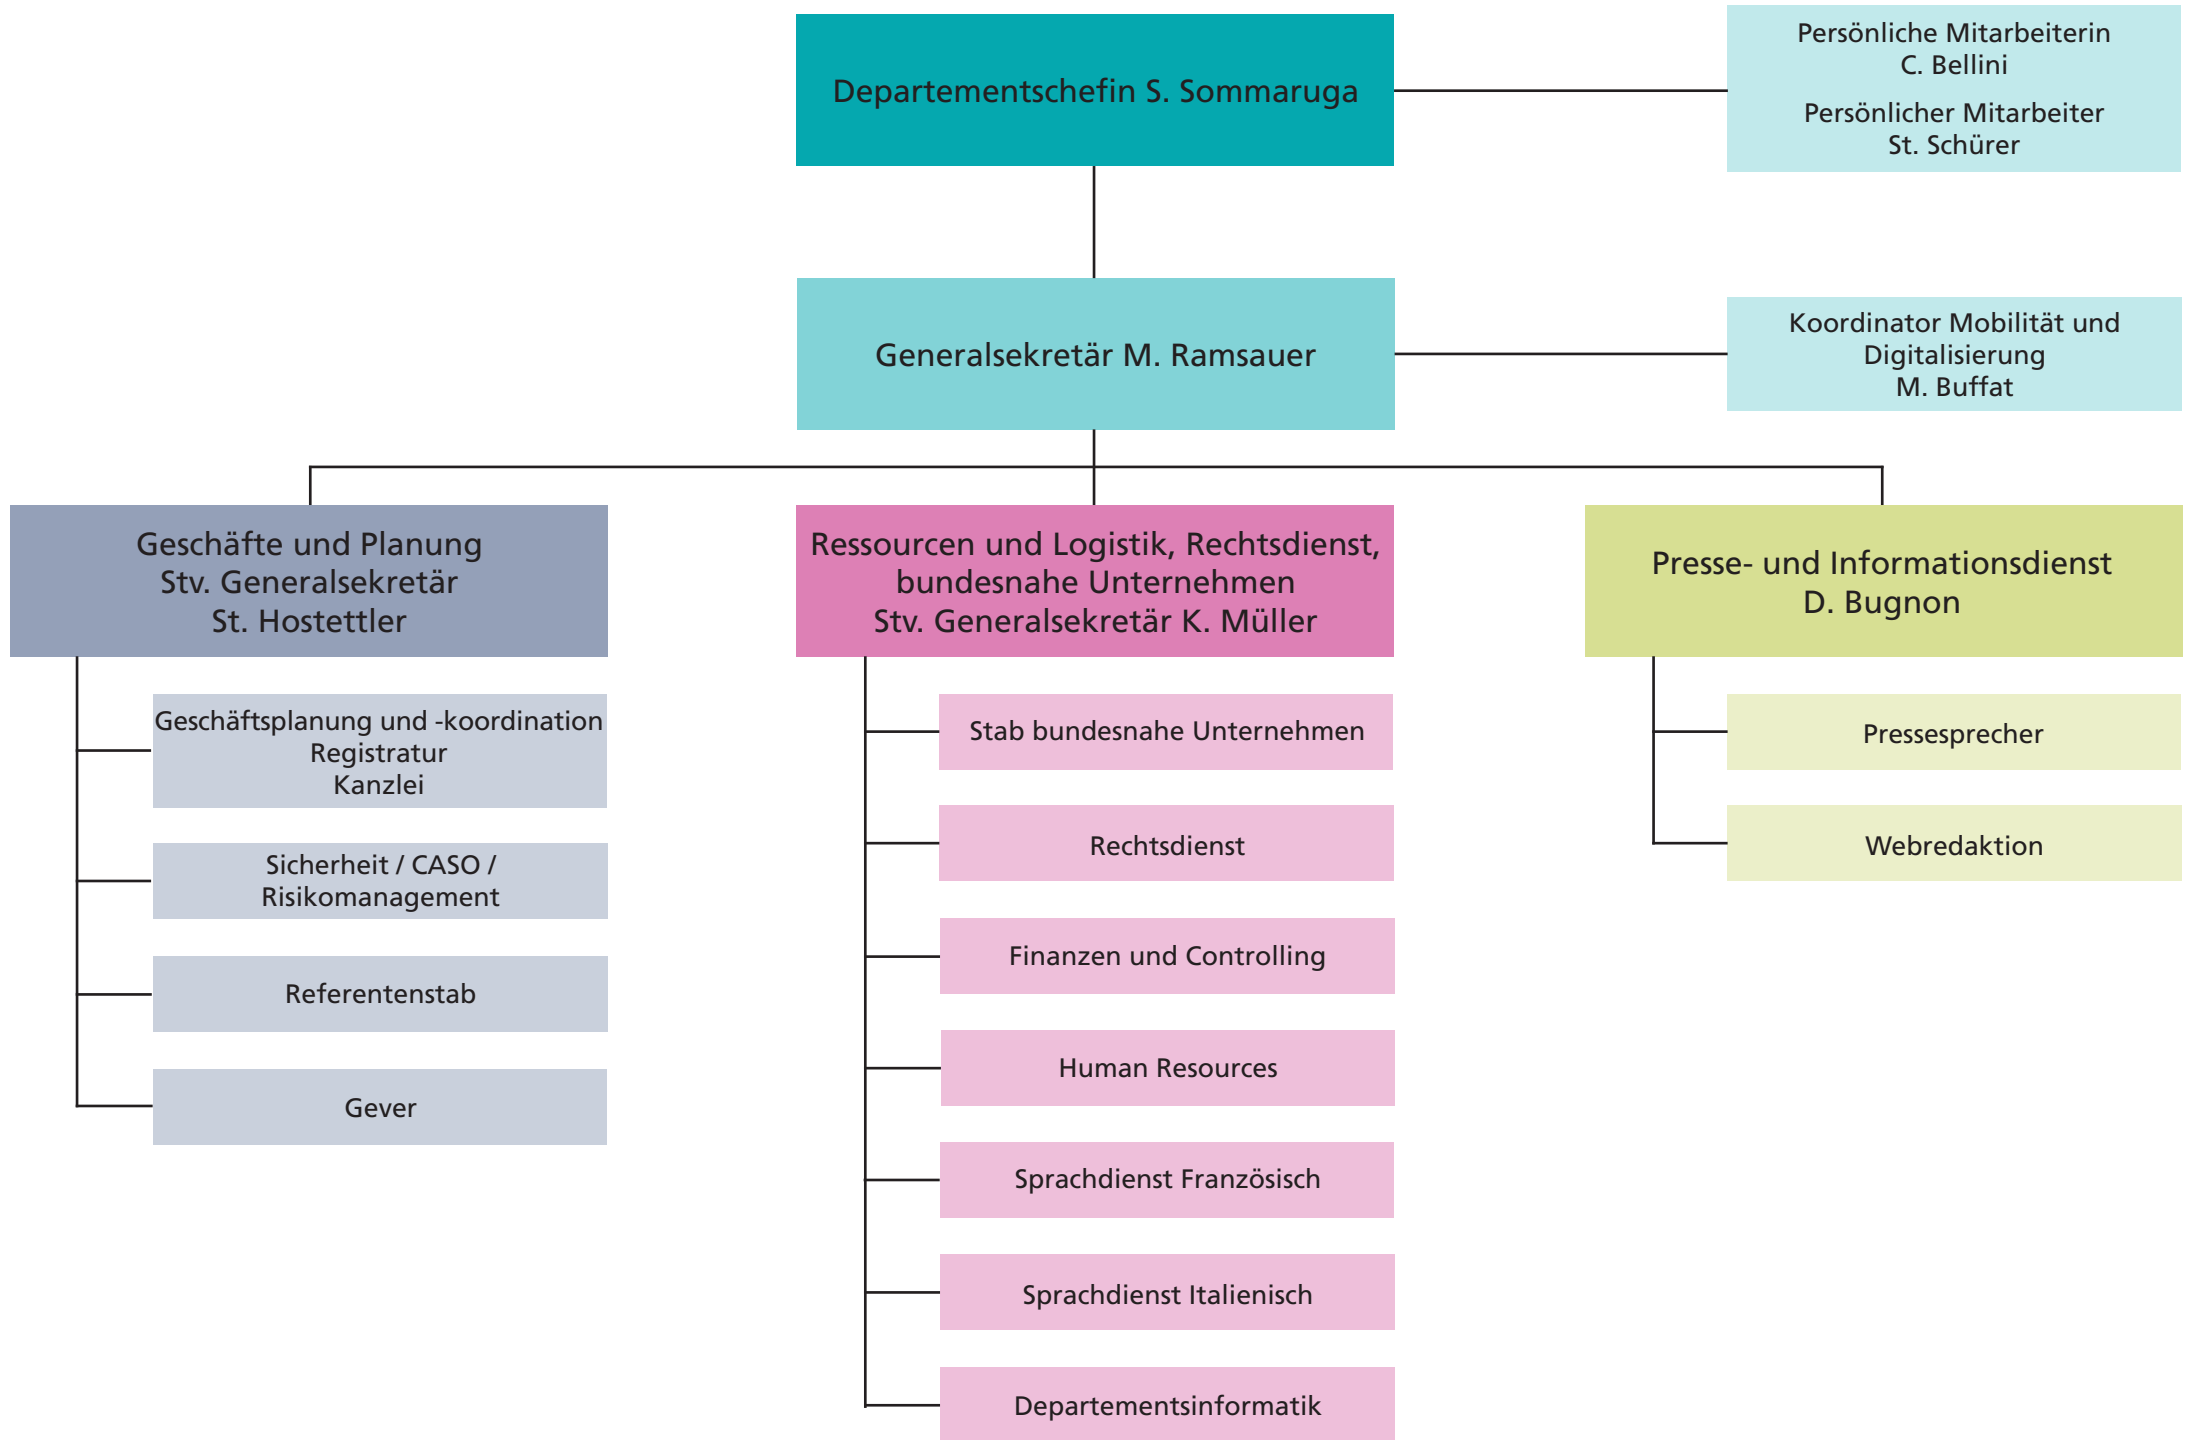 Departementschefin S. Sommaruga
Persönliche Mitarbeiterin
C. Bellini
Persönlicher Mitarbeiter
St. Schürer
Generalsekretär M. Ramsauer
Koordinator Mobilität und
Digitalisierung
M. Buffat
Geschäfte und Planung
Stv. Generalsekretär
St. Hostettler
Geschäftsplanung und -koordination
Registratur
Kanzlei
Sicherheit / CASO /
Risikomanagement
Referentenstab
Gever
Ressourcen und Logistik, Rechtsdienst,
bundesnahe Unternehmen
Stv. Generalsekretär K. Müller
Stab bundesnahe Unternehmen
Rechtsdienst
Finanzen und Controlling
Human Resources
Sprachdienst Französisch
Sprachdienst Italienisch
Departementsinformatik
Presse- und Informationsdienst
D. Bugnon
Pressesprecher
Webredaktion